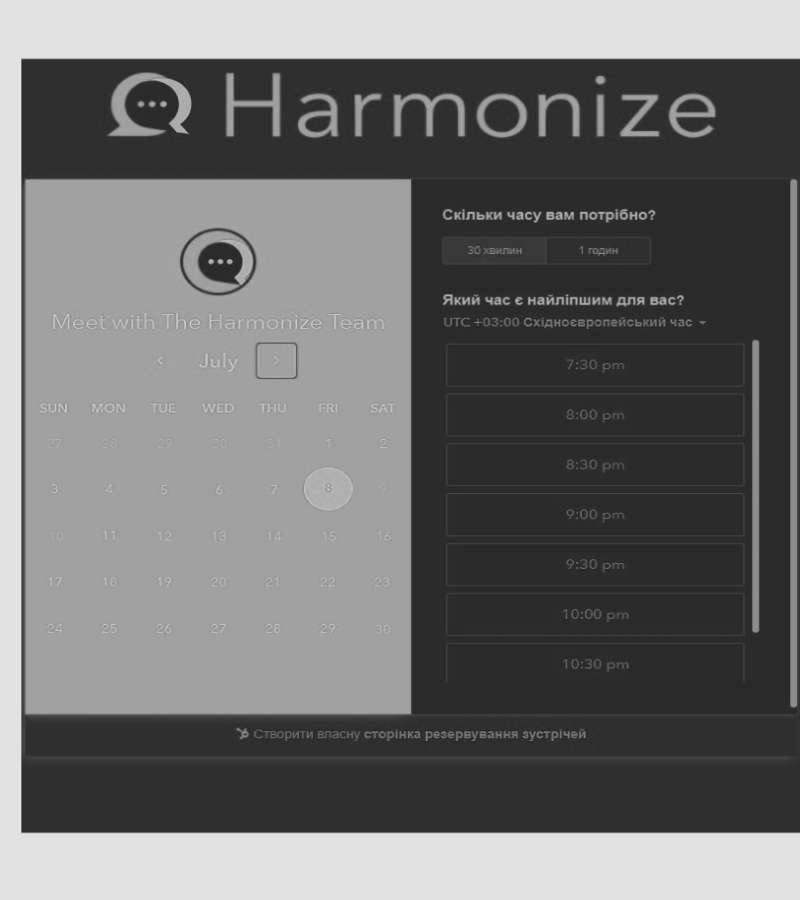 Harmonize
Meet with The Harmonize Team
< July >
SUN MON TUE WED THU FRI SAT
27 28 29 30 31 1 2
3 4 5 6 7 8 9
10 11 12 13 14 15 16
17 18 19 20 21 22 23
24 25 26 27 28 29 30
Скільки часу вам потрібно?
30 хвилин 1 годин
Який час є найліпшим для вас?
UTC +03:00 Східноєвропейський час
7:30 pm
8:00 pm
8:30 pm
9:00 pm
9:30 pm
10:00 pm
10:30 pm
Створити власну сторінка резервування зустрічей